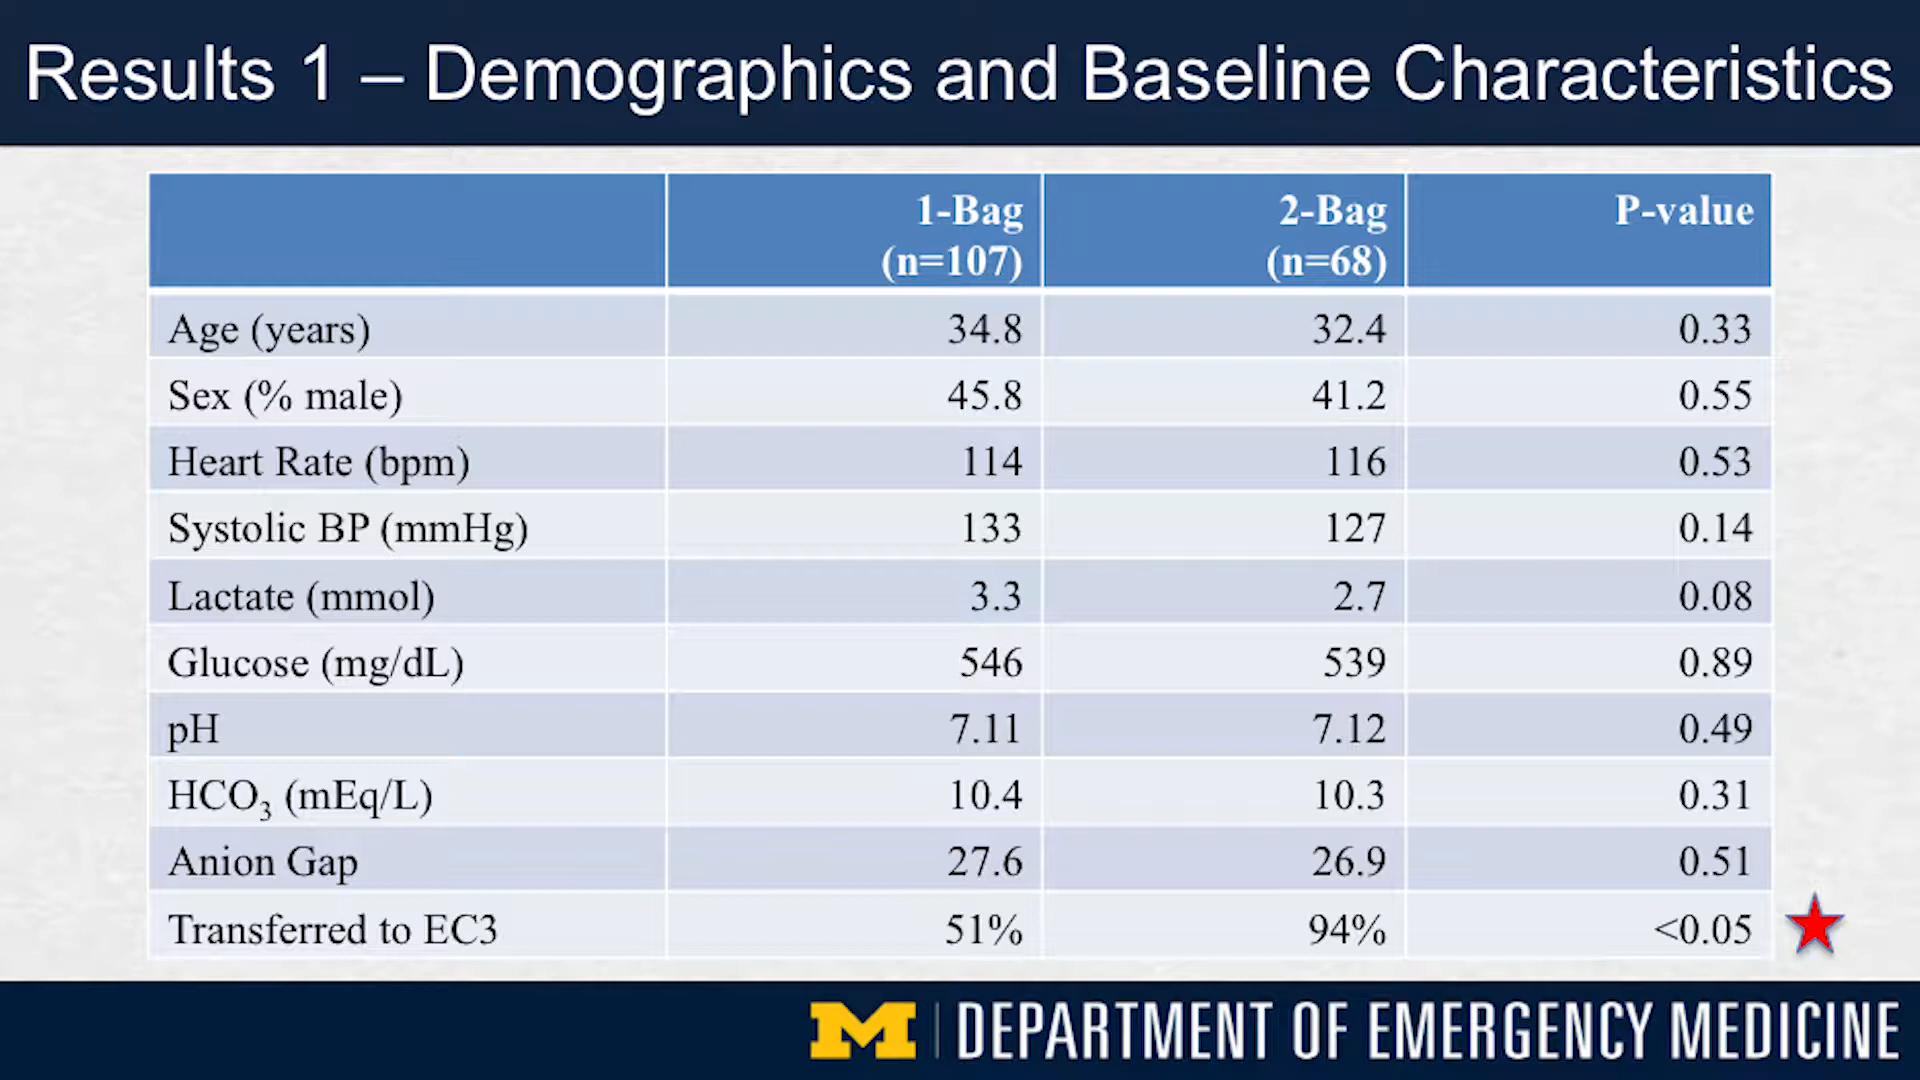 Results 1 – Demographics and Baseline Characteristics
1-Bag (n=107) 2-Bag (n=68) P-value
Age (years) 34.8 32.4 0.33
Sex (% male) 45.8 41.2 0.55
Heart Rate (bpm) 114 116 0.53
Systolic BP (mmHg) 133 127 0.14
Lactate (mmol) 3.3 2.7 0.08
Glucose (mg/dL) 546 539 0.89
pH 7.11 7.12 0.49
HCO₃ (mEq/L) 10.4 10.3 0.31
Anion Gap 27.6 26.9 0.51
Transferred to EC3 51% 94% <0.05
M DEPARTMENT OF EMERGENCY MEDICINE